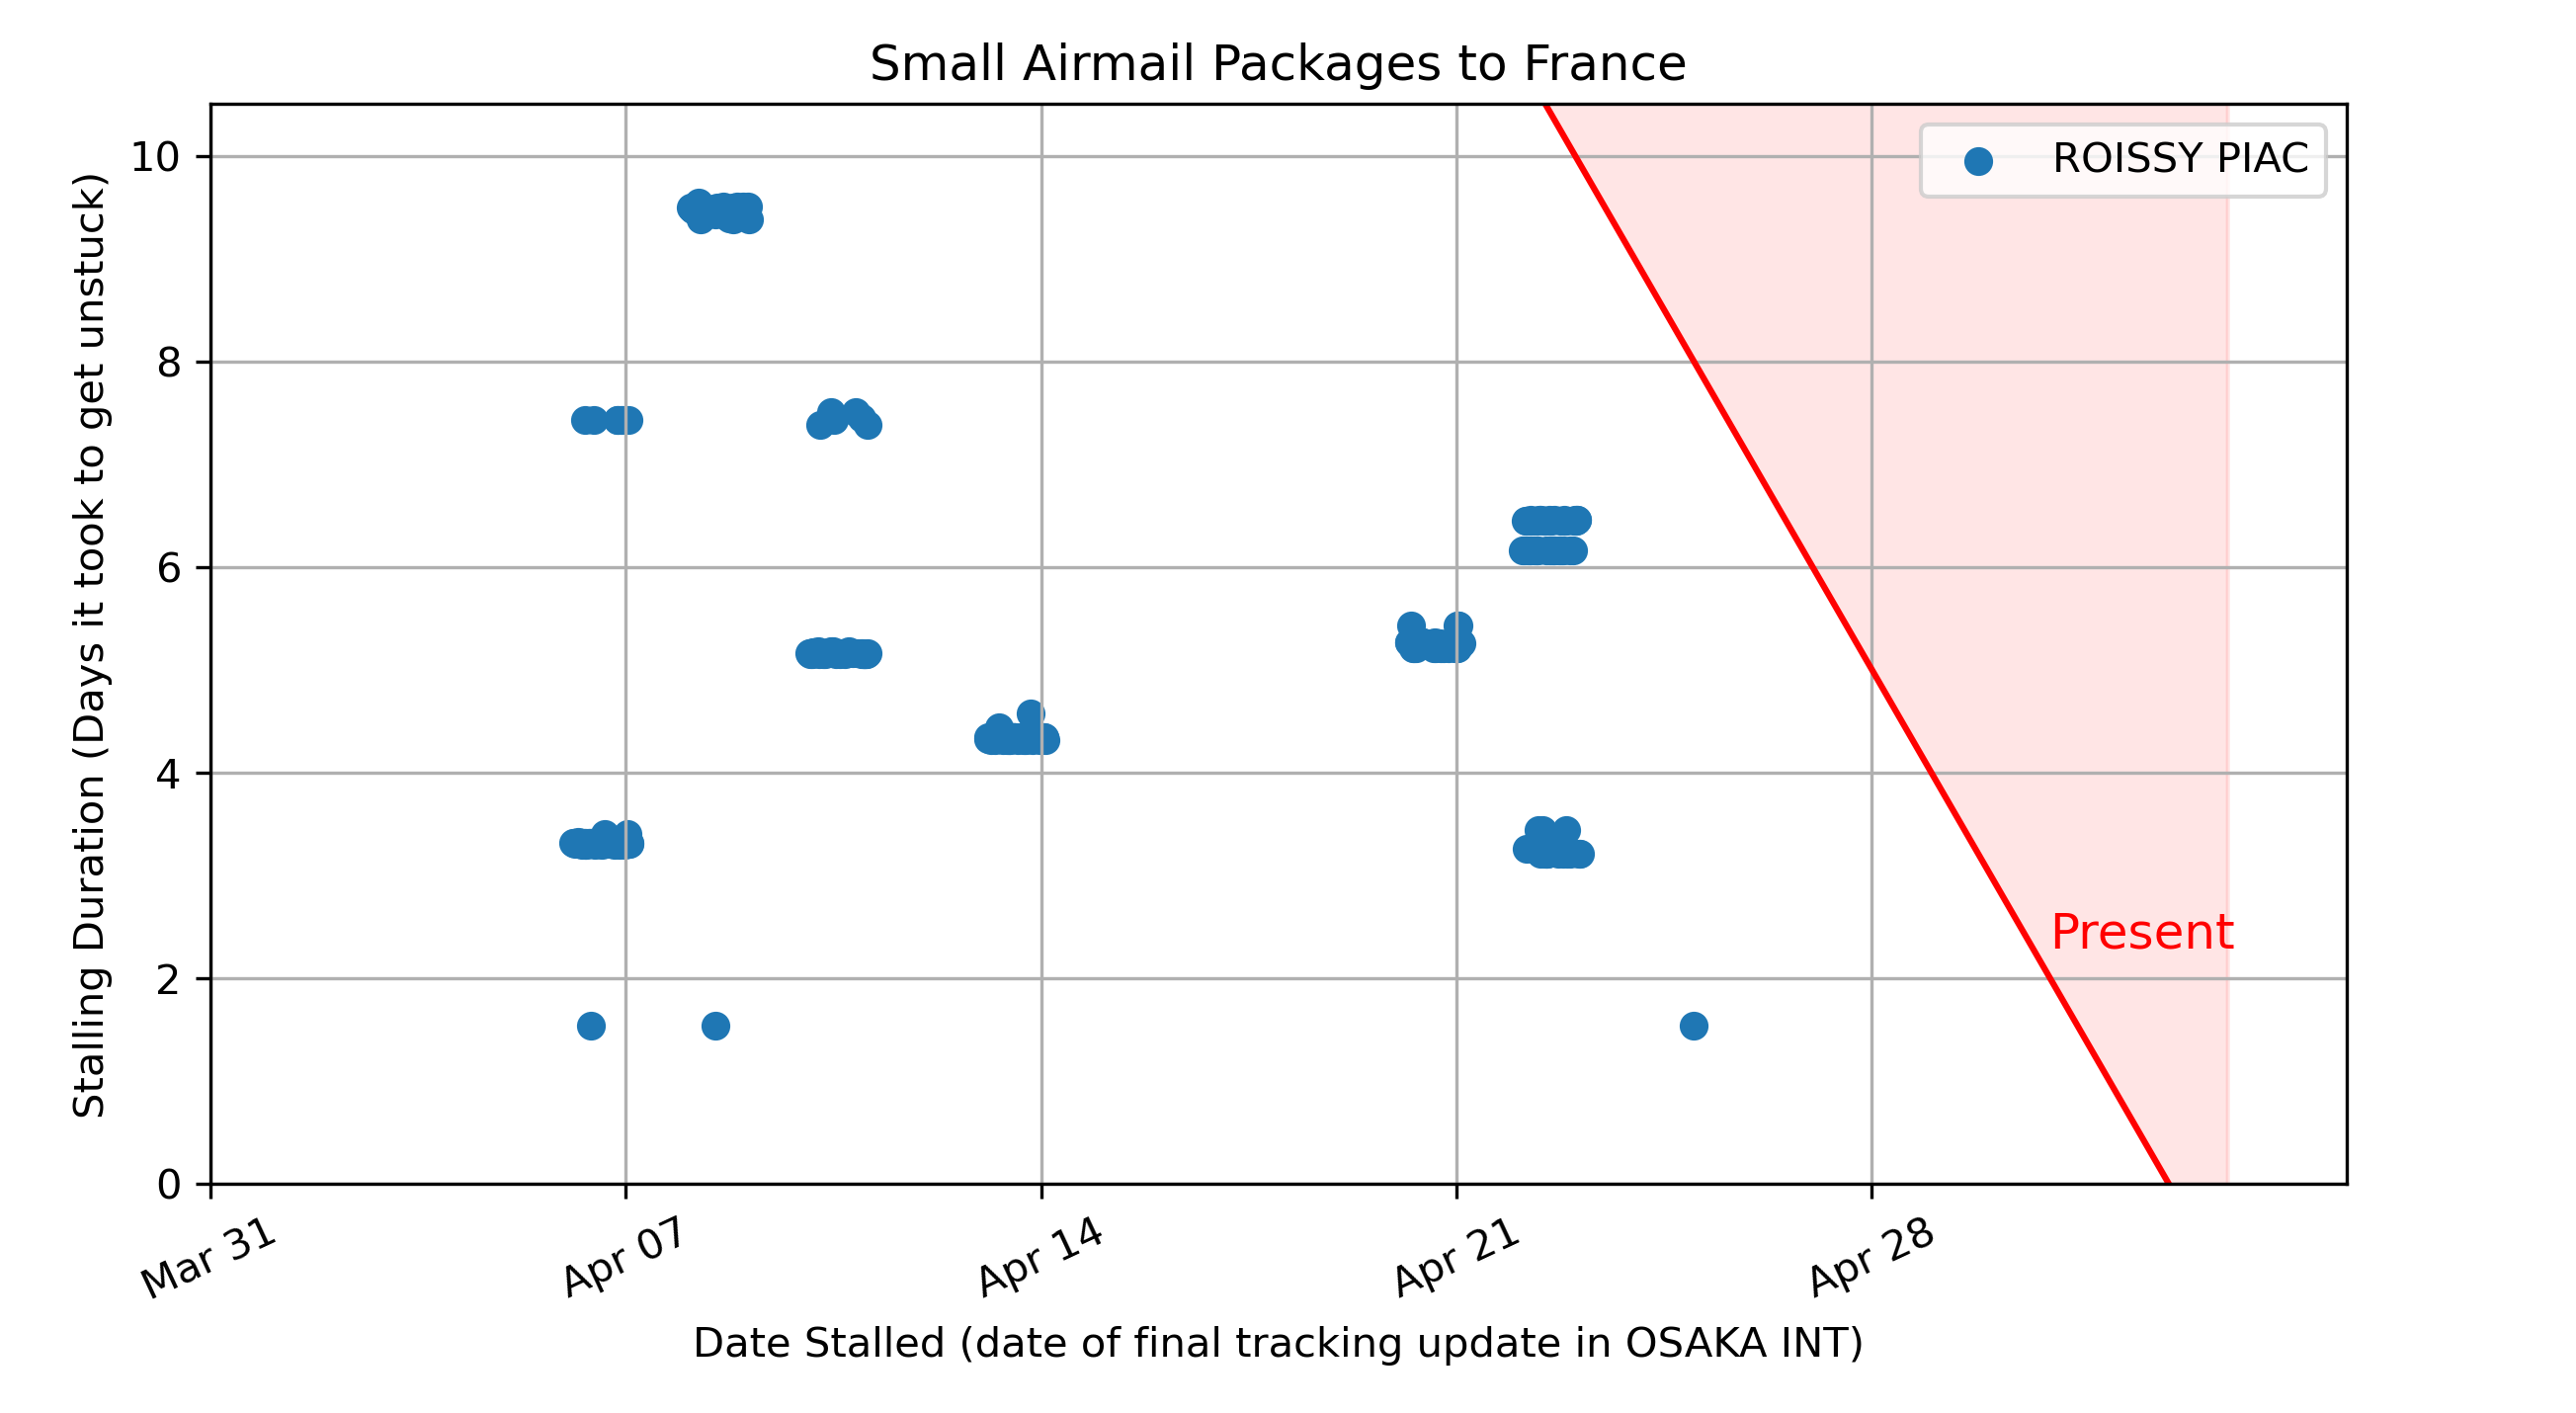 Small Airmail Packages to France
ROISSY PIAC
Present
Stalling Duration (Days it took to get unstuck)
10
8
6
4
2
0
Mar 31
Apr 07
Apr 14
Apr 21
Apr 28
Date Stalled (date of final tracking update in OSAKA INT)